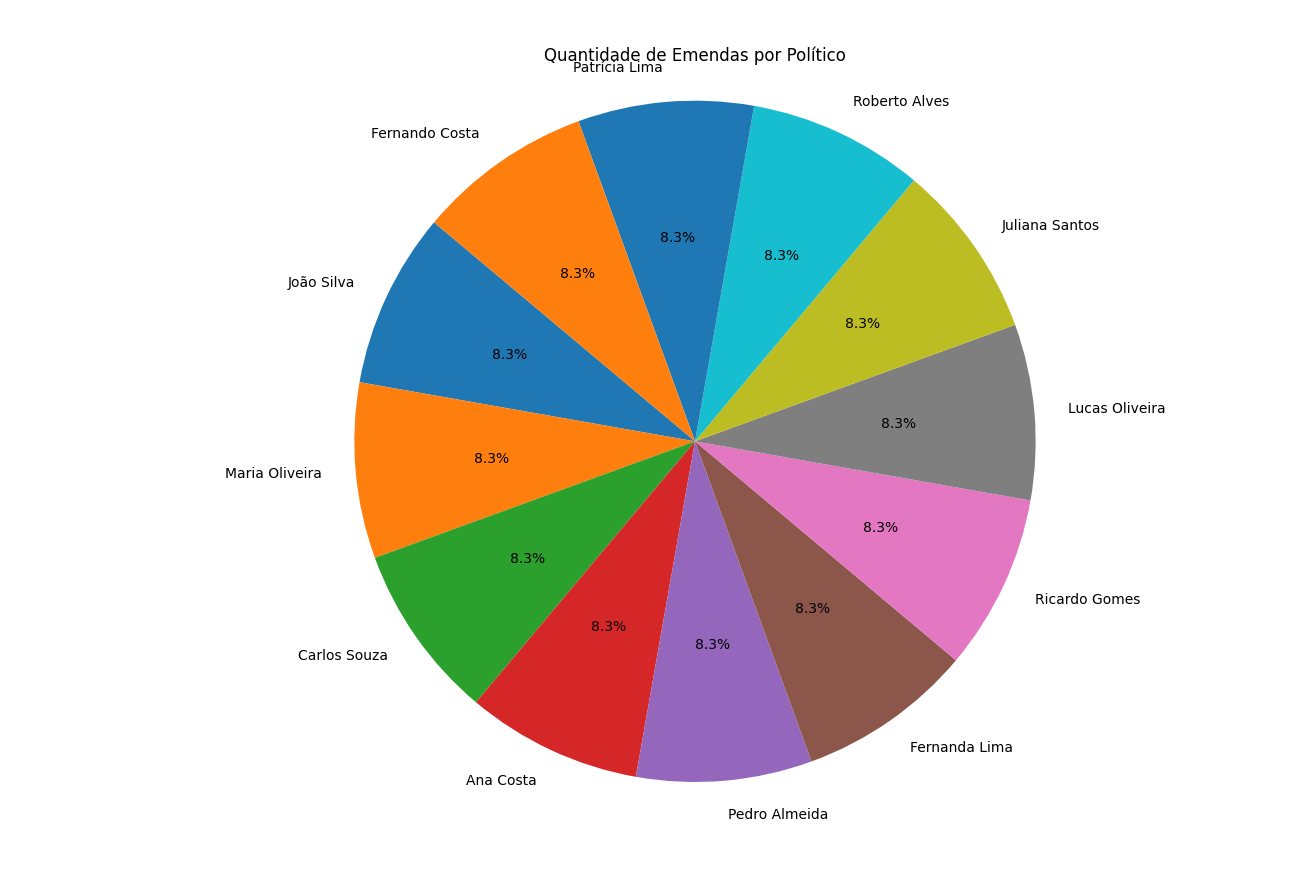 Quantidade de Emendas por Político
Patrícia Lima
Roberto Alves
Fernando Costa
Juliana Santos
8.3%
8.3%
8.3%
João Silva
8.3%
8.3%
Lucas Oliveira
8.3%
Maria Oliveira
8.3%
8.3%
8.3%
Ricardo Gomes
8.3%
8.3%
8.3%
Carlos Souza
Fernanda Lima
Ana Costa
Pedro Almeida